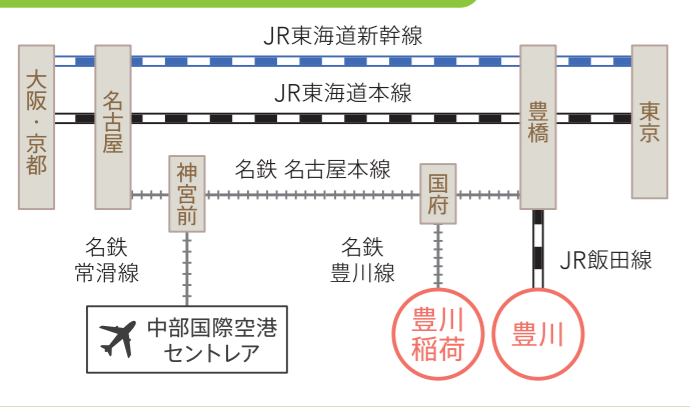 JR東海道新幹線
JR東海道本線
大阪・京都
名古屋
豊橋
東京
名鉄 名古屋本線
神宮前
国府
名鉄
常滑線
名鉄
豊川線
JR飯田線
中部国際空港
セントレア
豊川
稲荷
豊川